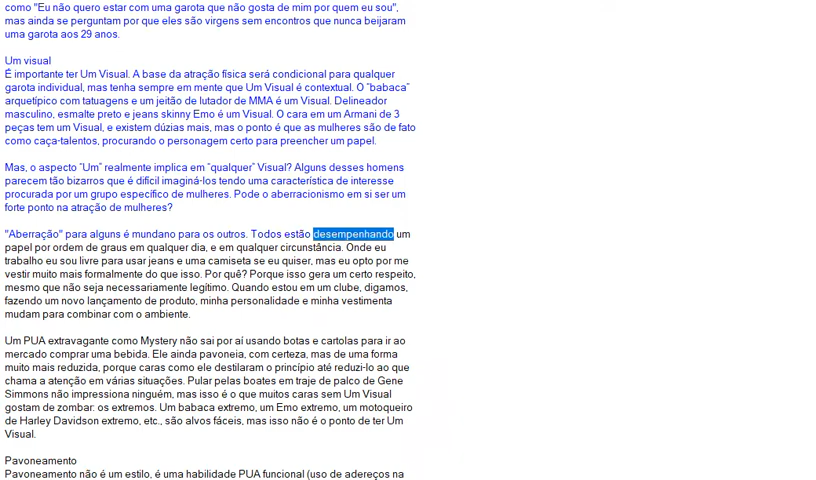 como "Eu não quero estar com uma garota que não gosta de mim por quem eu sou",
mas ainda se perguntam por que eles são virgens sem encontros que nunca beijaram
uma garota aos 29 anos.
Um visual
É importante ter Um Visual. A base da atração física será condicional para qualquer
garota individual, mas tenha sempre em mente que Um Visual é contextual. O "babaca"
arquetípico com tatuagens e um jeitão de lutador de MMA é um Visual. Delineador
masculino, esmalte preto e jeans skinny Emo é um Visual. O cara em um Armani de 3
peças tem um Visual, e existem dúzias mais, mas o ponto é que as mulheres são de fato
como caça-talentos, procurando o personagem certo para preencher um papel.
Mas, o aspecto "Um" realmente implica em "qualquer" Visual? Alguns desses homens
parecem tão bizarros que é difícil imaginá-los tendo uma característica de interesse
procurada por um grupo específico de mulheres. Pode o aberracionismo em si ser um
forte ponto na atração de mulheres?
"Aberração" para alguns é mundano para os outros. Todos estão desempenhando um
papel por ordem de graus em qualquer dia, e em qualquer circunstância. Onde eu
trabalho eu sou livre para usar jeans e uma camiseta se eu quiser, mas eu opto por me
vestir muito mais formalmente do que isso. Por quê? Porque isso gera um certo respeito,
mesmo que não seja necessariamente legítimo. Quando estou em um clube, digamos,
fazendo um novo lançamento de produto, minha personalidade e minha vestimenta
mudam para combinar com o ambiente.
Um PUA extravagante como Mystery não sai por aí usando botas e cartolas para ir ao
mercado comprar uma bebida. Ele ainda pavoneia, com certeza, mas de uma forma
muito mais reduzida, porque caras como ele destilaram o princípio até reduzi-lo ao que
chama a atenção em várias situações. Pular pelas boates em traje de palco de Gene
Simmons não impressiona ninguém, mas isso é o que muitos caras sem Um Visual
gostam de zombar: os extremos. Um babaca extremo, um Emo extremo, um motoqueiro
de Harley Davidson extremo, etc., são alvos fáceis, mas isso não é o ponto de ter Um
Visual.
Pavoneamento
Pavoneamento não é um estilo, é uma habilidade PUA funcional (uso de adereços na